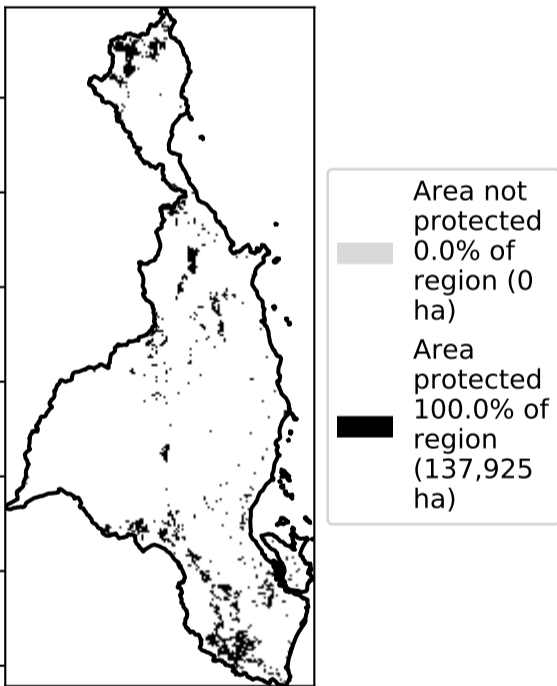 Area not
protected
0.0% of
region (0
ha)
Area
protected
100.0% of
region
(137,925
ha)